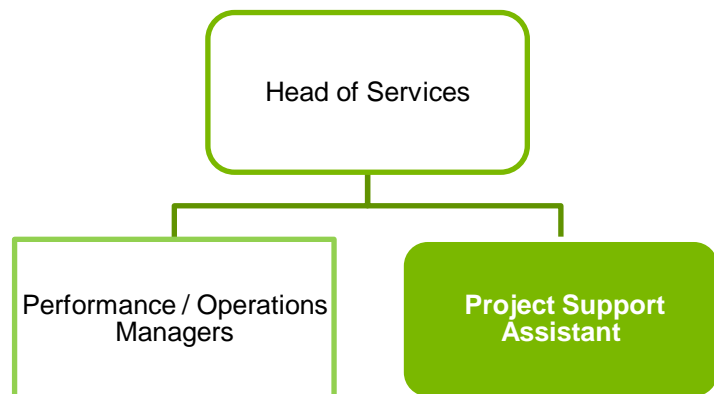 Head of Services
Performance / Operations
Managers
Project Support
Assistant